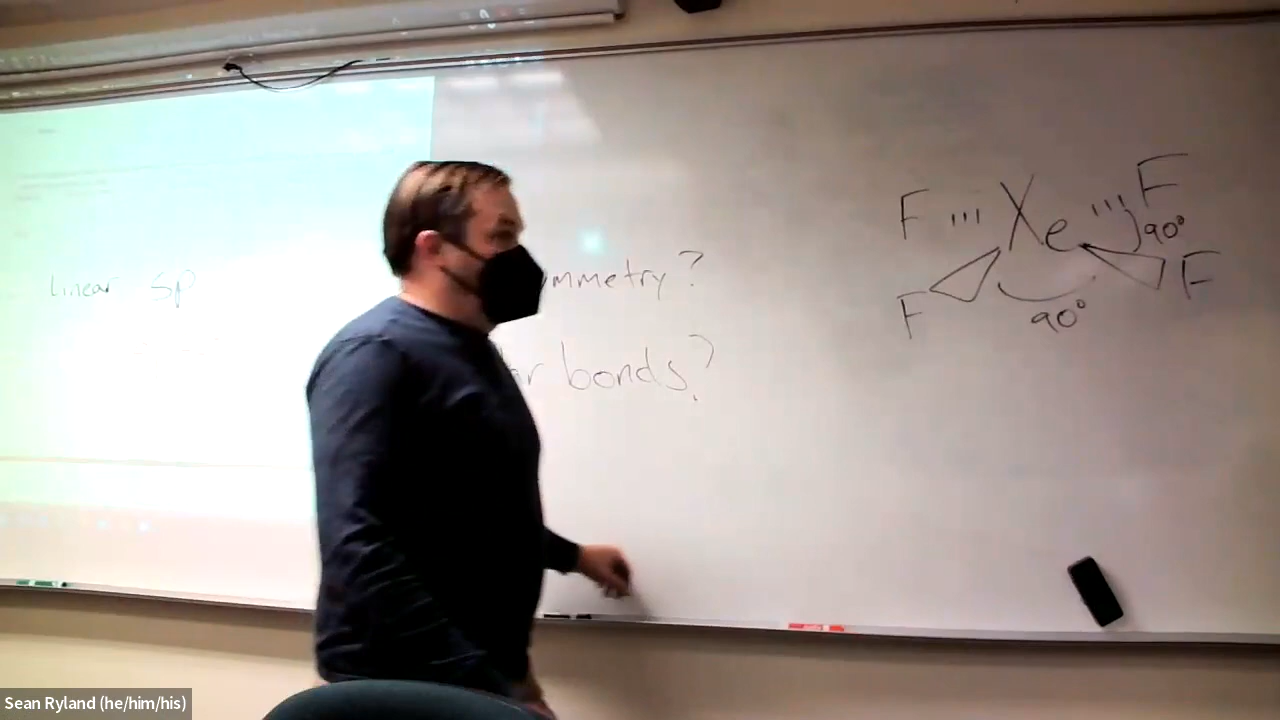 linear sp
mmetry?
r bonds?
F Xe F
90°
F F
90°
Sean Ryland (he/him/his)